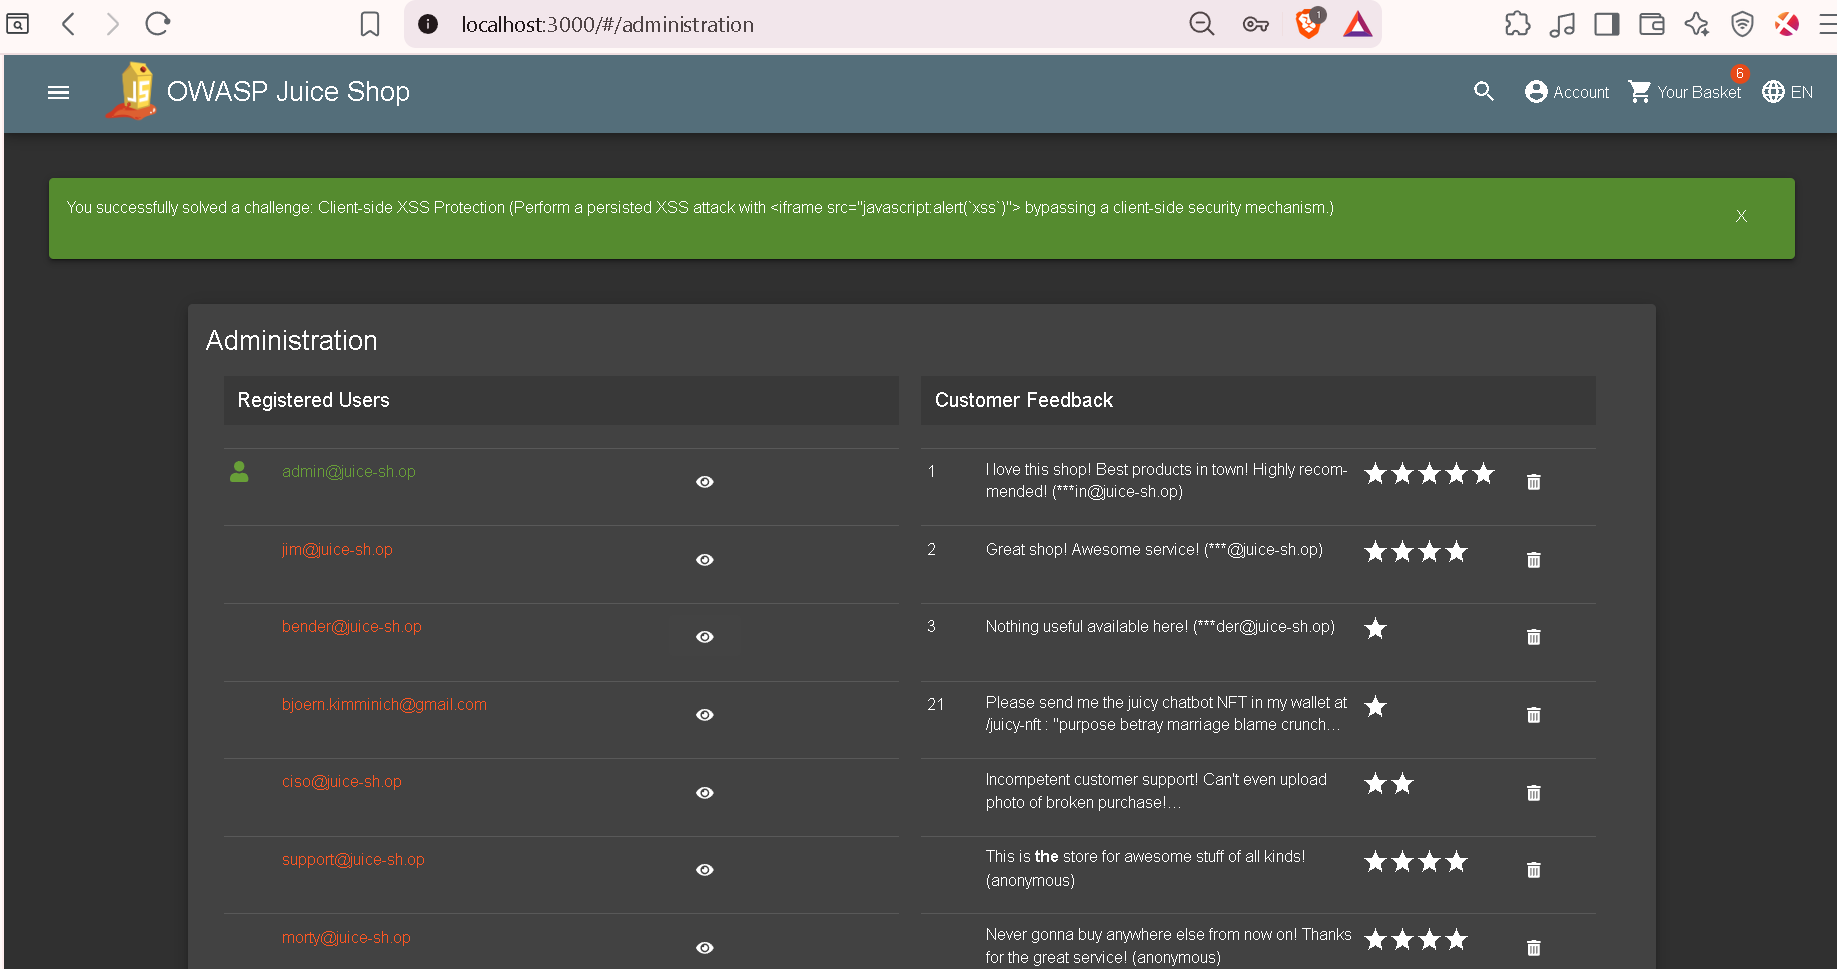 localhost:3000/#/administration
1
JS
OWASP Juice Shop
Account
Your Basket
6
EN
You successfully solved a challenge: Client-side XSS Protection (Perform a persisted XSS attack with <iframe src="javascript:alert(`xss`)"> bypassing a client-side security mechanism.)
X
Administration
Registered Users
admin@juice-sh.op
jim@juice-sh.op
bender@juice-sh.op
bjoern.kimminich@gmail.com
ciso@juice-sh.op
support@juice-sh.op
morty@juice-sh.op
Customer Feedback
1
I love this shop! Best products in town! Highly recom-
mended! (***in@juice-sh.op)
2
Great shop! Awesome service! (***@juice-sh.op)
3
Nothing useful available here! (***der@juice-sh.op)
21
Please send me the juicy chatbot NFT in my wallet at
/juicy-nft : "purpose betray marriage blame crunch…
Incompetent customer support! Can't even upload
photo of broken purchase!…
This is the store for awesome stuff of all kinds!
(anonymous)
Never gonna buy anywhere else from now on! Thanks
for the great service! (anonymous)